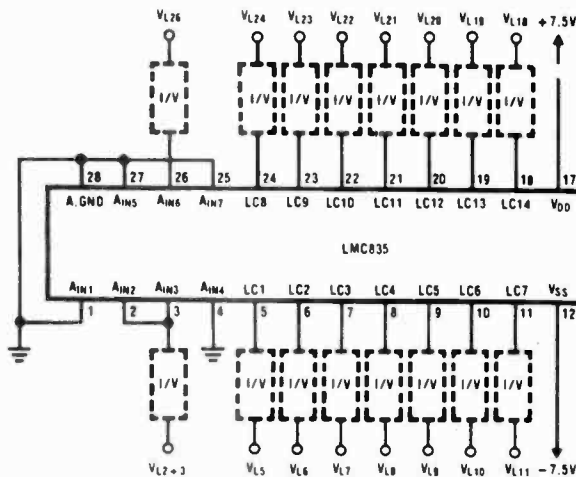 VL26 VL24 VL23 VL22 VL21 VL20 VL19 VL18 +7.5V
I/V I/V I/V I/V I/V I/V I/V I/V
28 27 26 25 24 23 22 21 20 19 18 17
A.GND AIN5 AIN6 AIN7 LC8 LC9 LC10 LC11 LC12 LC13 LC14 VDD
LMC835
AIN1 AIN2 AIN3 AIN4 LC1 LC2 LC3 LC4 LC5 LC6 LC7 VSS
1 2 3 4 5 6 7 8 9 10 11 12
I/V I/V I/V I/V I/V I/V I/V I/V
VL2+3 VL5 VL6 VL7 VL8 VL9 VL10 VL11 -7.5V